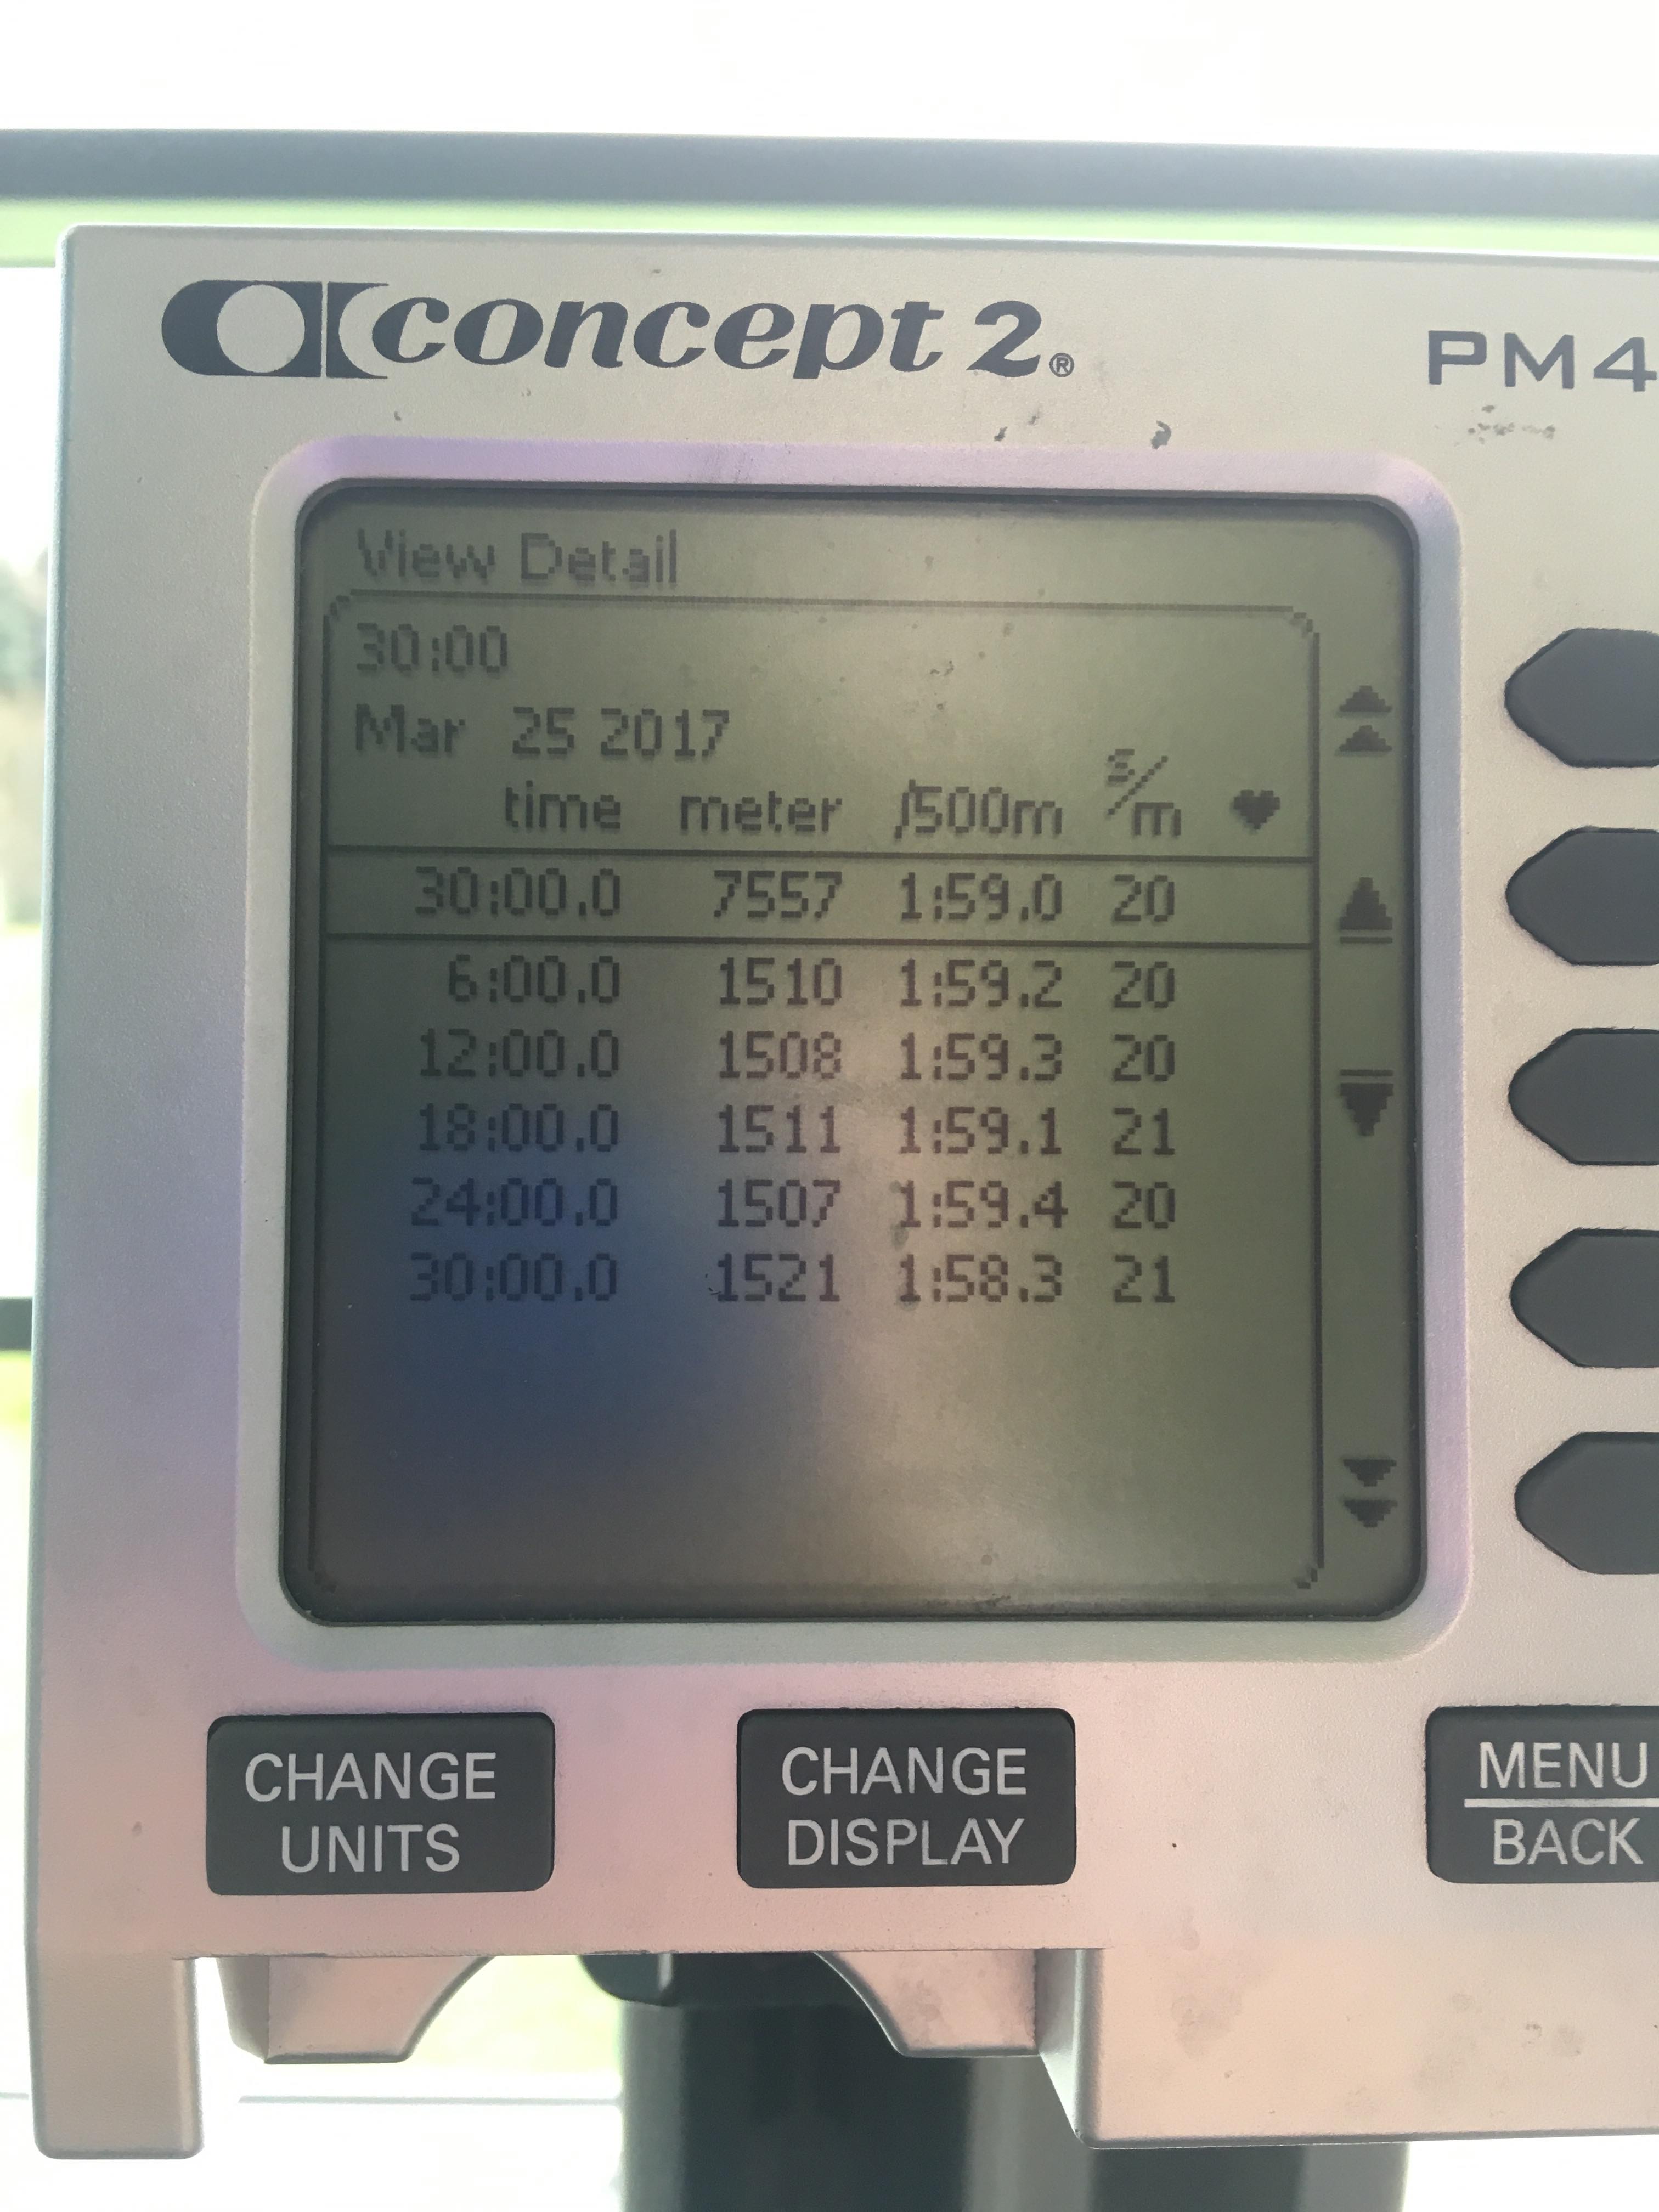 concept 2®
PM4
View Detail
30:00
Mar 25 2017
time meter /500m s/m ♥
30:00.0 7557 1:59.0 20
6:00.0 1510 1:59.2 20
12:00.0 1508 1:59.3 20
18:00.0 1511 1:59.1 21
24:00.0 1507 1:59.4 20
30:00.0 1521 1:58.3 21
CHANGE
UNITS
CHANGE
DISPLAY
MENU
BACK